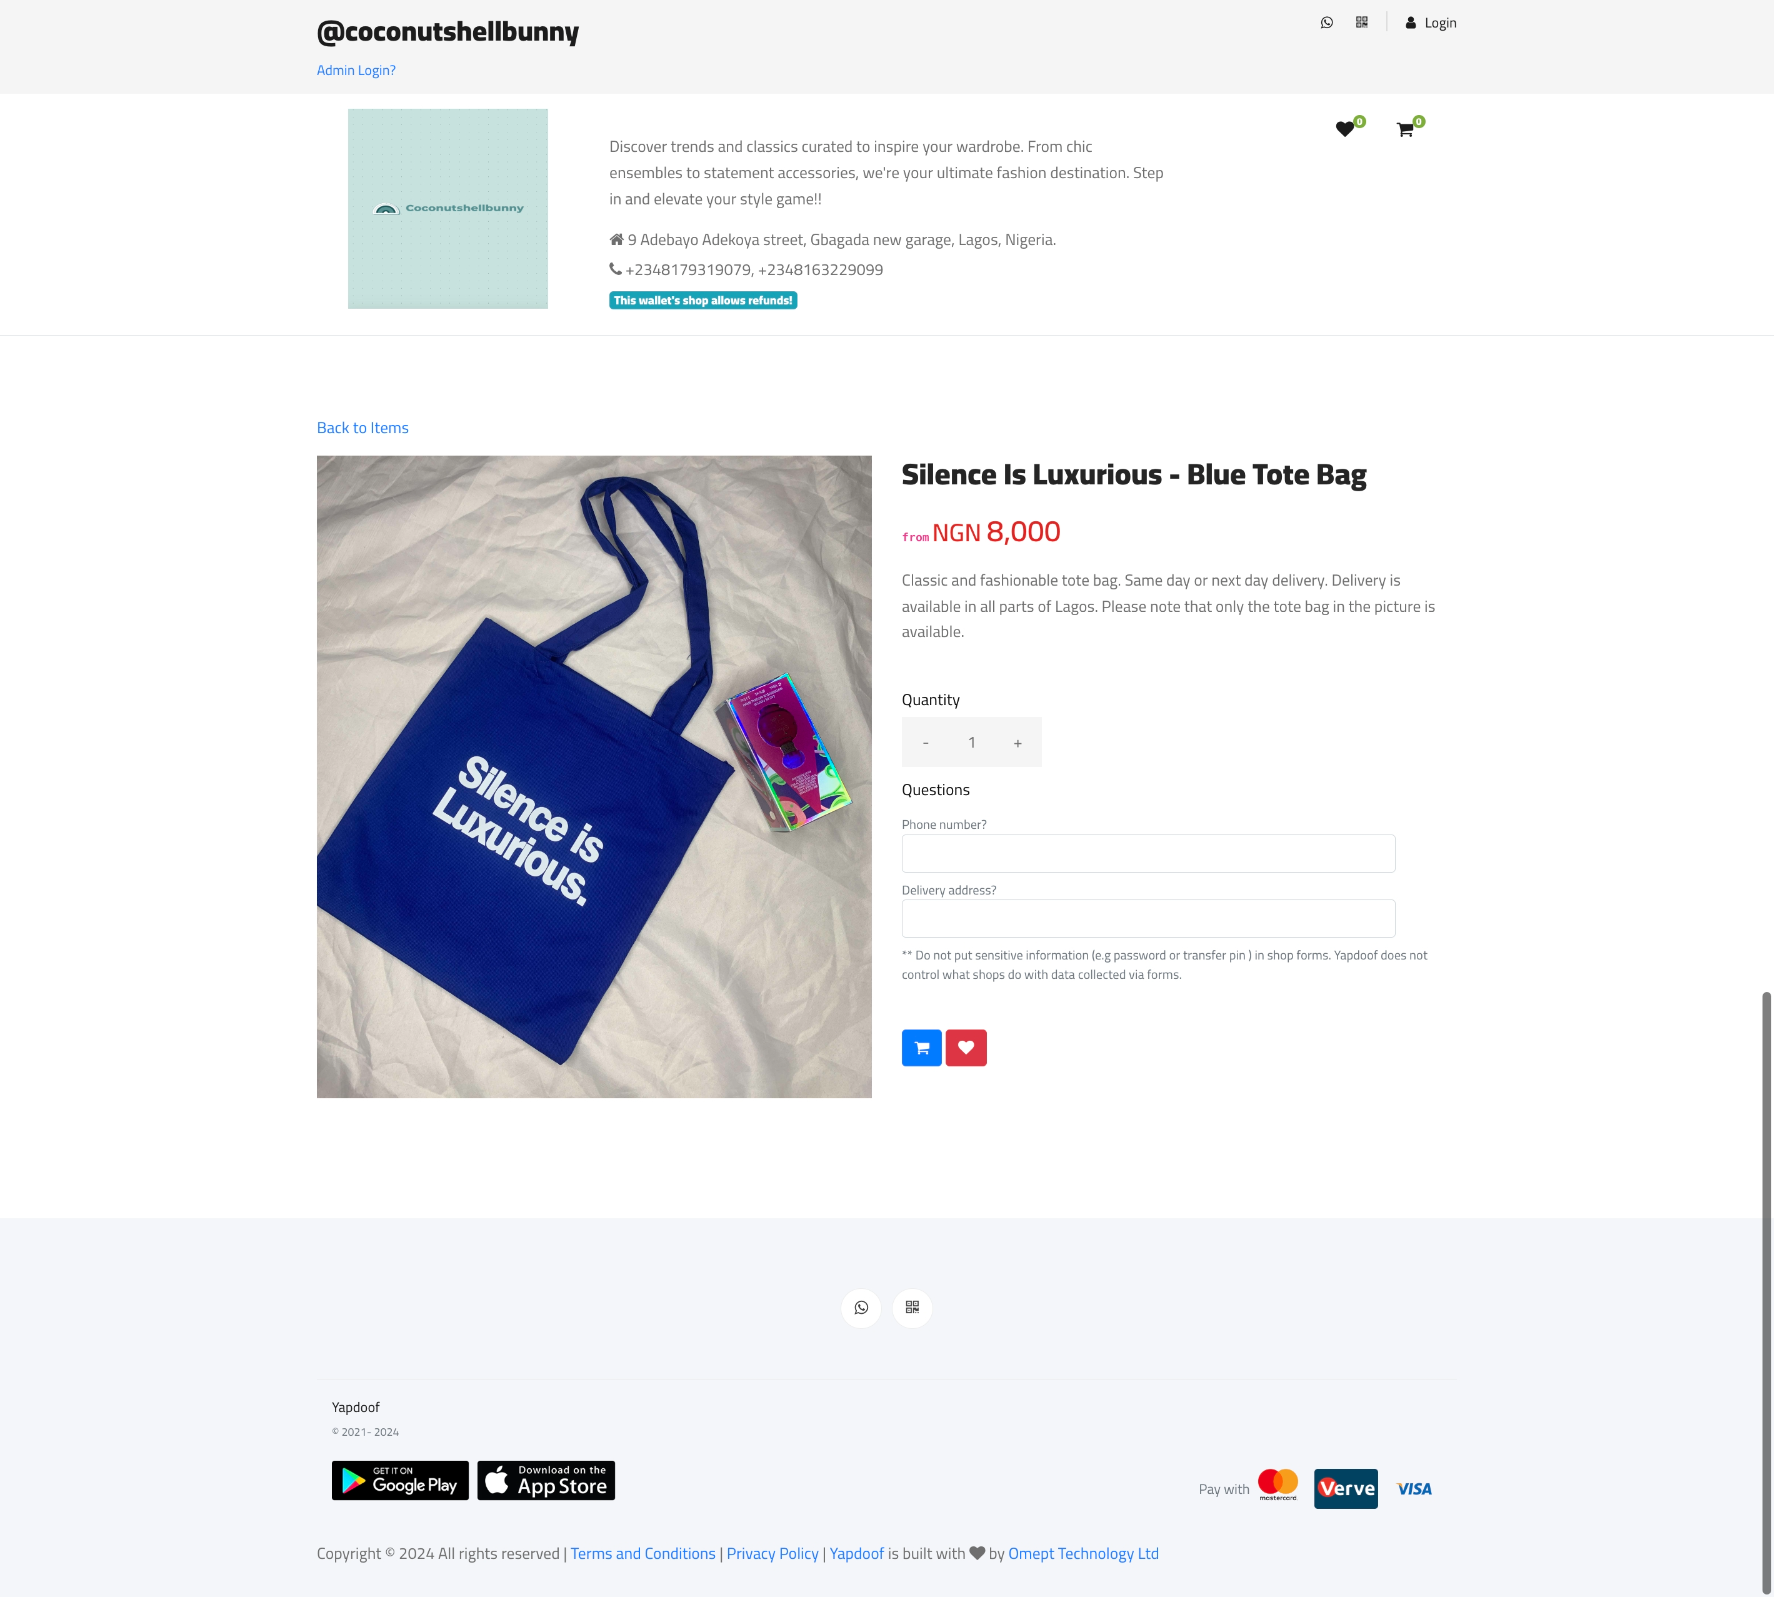 @coconutshellbunny
Login
Admin Login?
Coconutshellbunny
Discover trends and classics curated to inspire your wardrobe. From chic
ensembles to statement accessories, we're your ultimate fashion destination. Step
in and elevate your style game!!
9 Adebayo Adekoya street, Gbagada new garage, Lagos, Nigeria.
+2348179319079, +2348163229099
This wallet's shop allows refunds!
0
0
Back to Items
Silence is
Luxurious.
Silence Is Luxurious - Blue Tote Bag
from NGN 8,000
Classic and fashionable tote bag. Same day or next day delivery. Delivery is
available in all parts of Lagos. Please note that only the tote bag in the picture is
available.
Quantity
- 1 +
Questions
Phone number?
Delivery address?
** Do not put sensitive information (e.g password or transfer pin ) in shop forms. Yapdoof does not
control what shops do with data collected via forms.
Yapdoof
© 2021- 2024
GET IT ON
Google Play
Download on the
App Store
Pay with mastercard Verve VISA
Copyright © 2024 All rights reserved | Terms and Conditions | Privacy Policy | Yapdoof is built with by Omept Technology Ltd